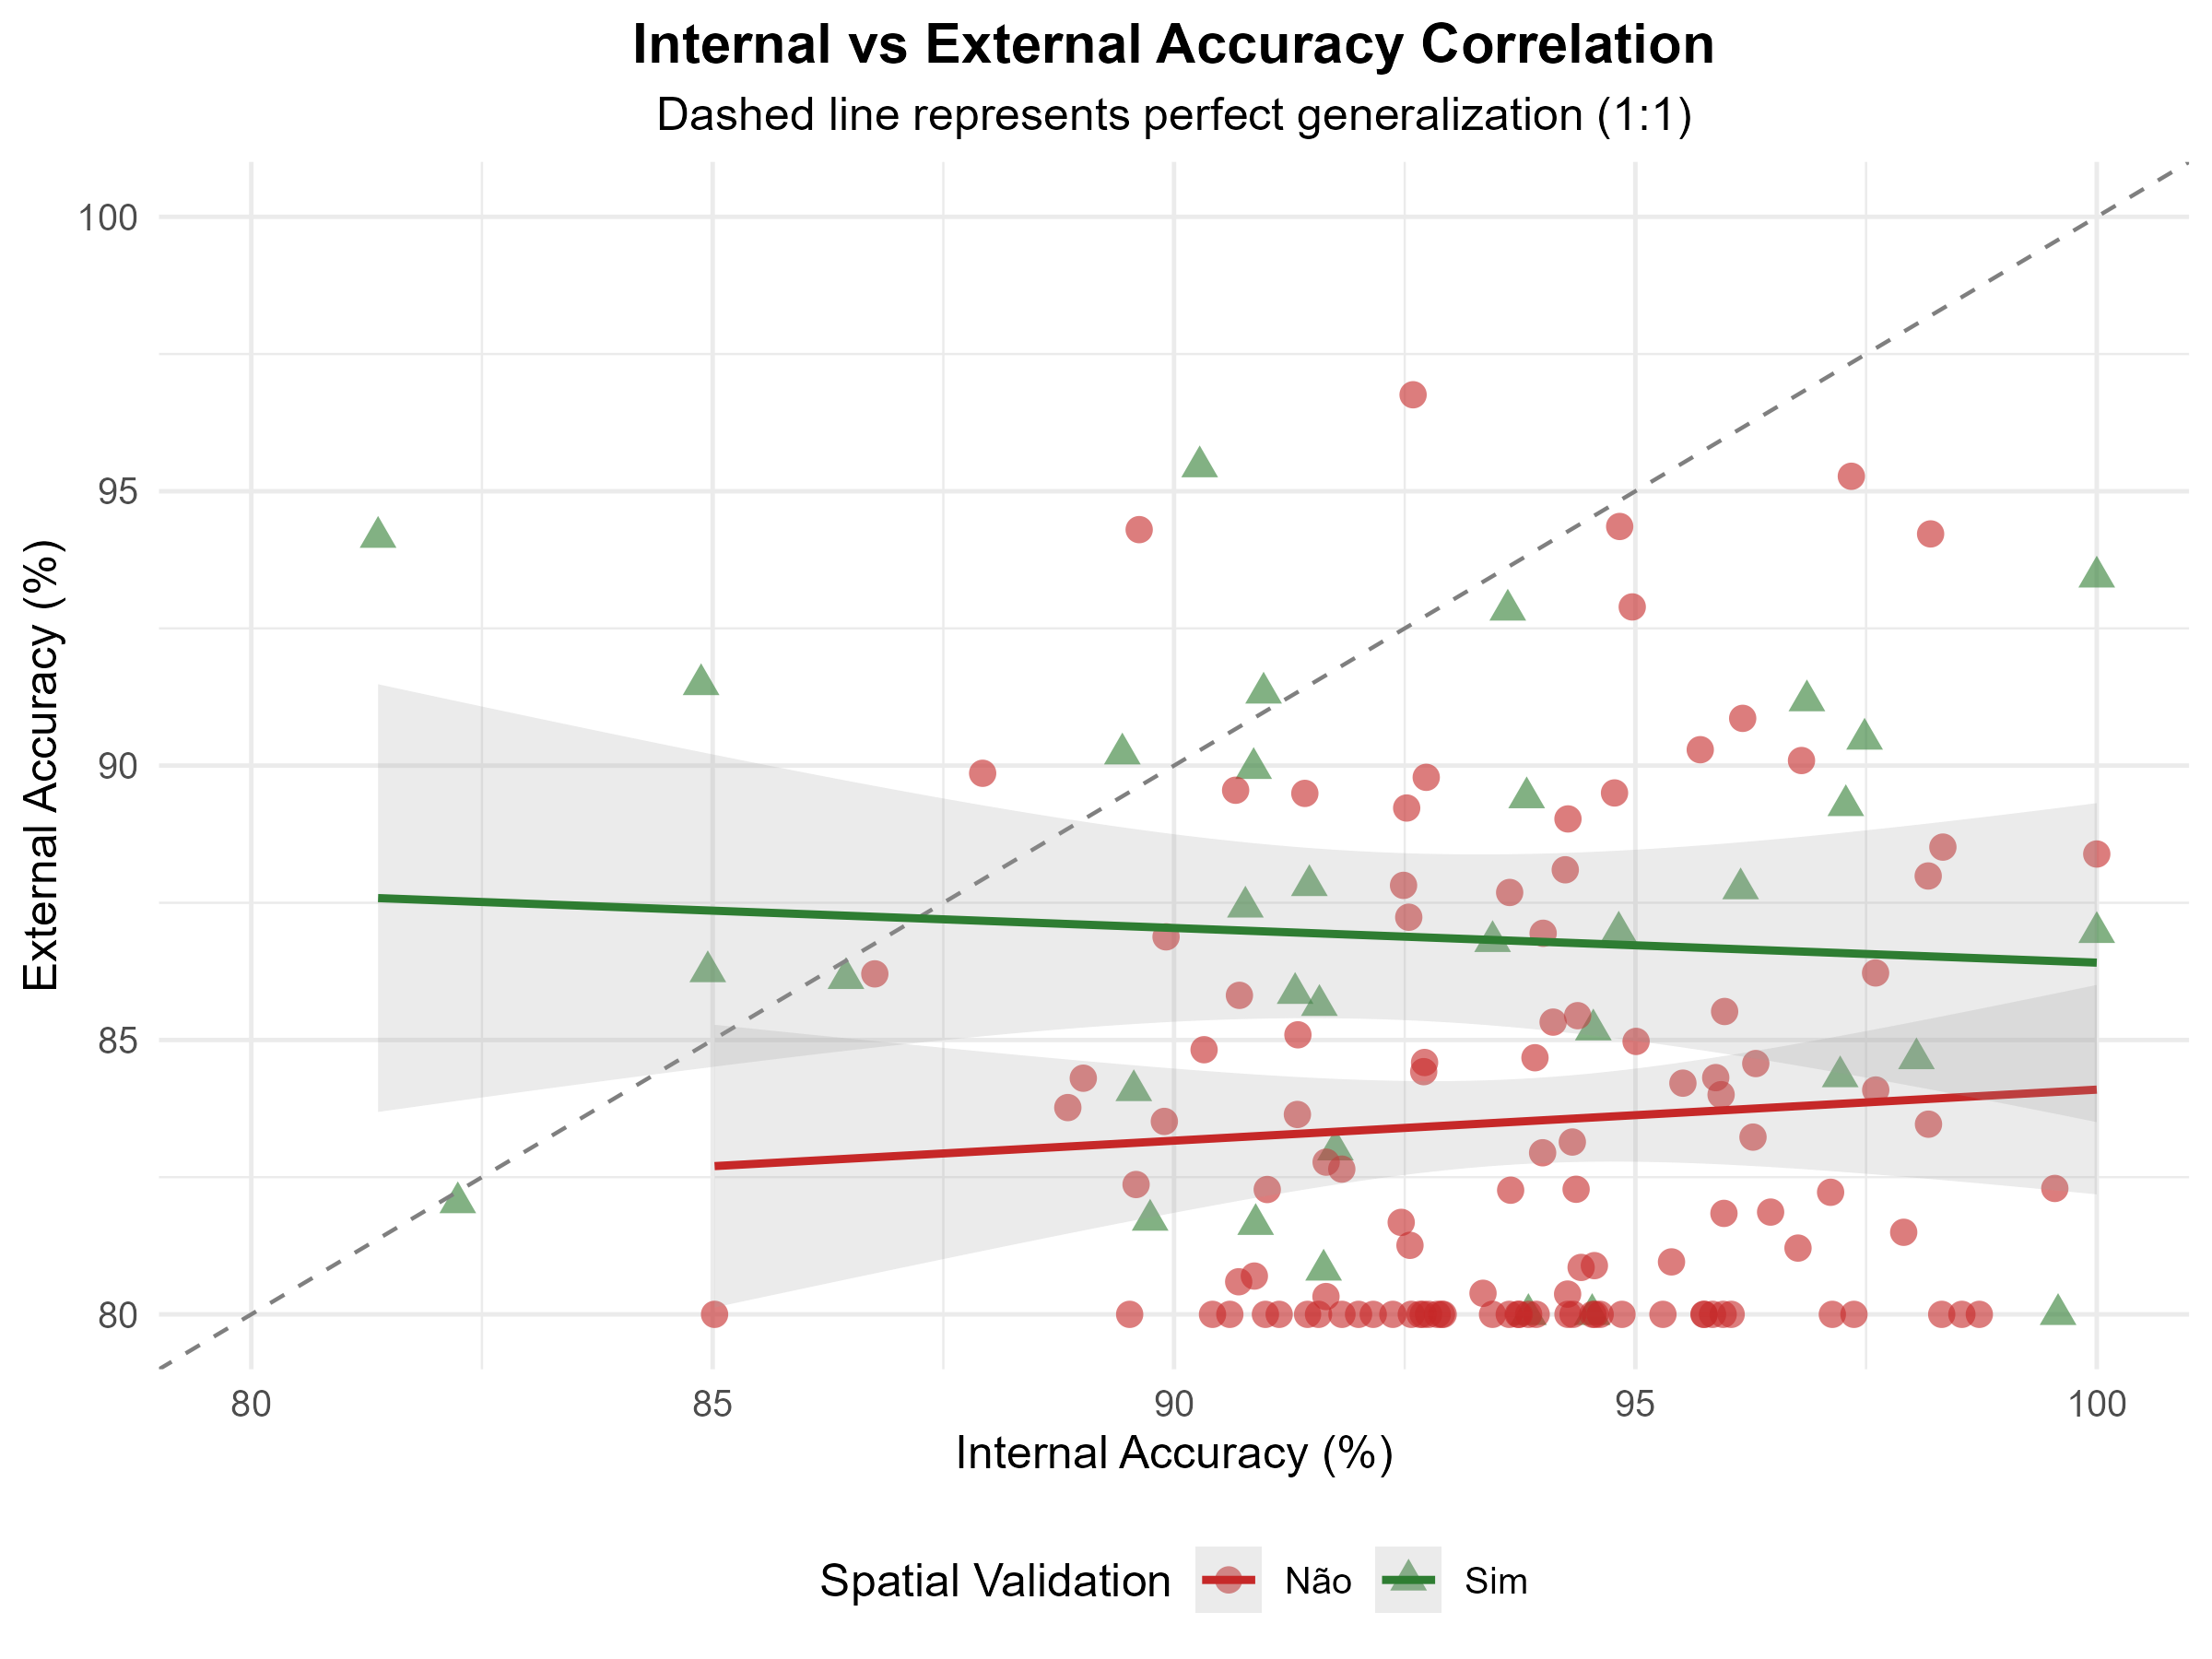 Internal vs External Accuracy Correlation
Dashed line represents perfect generalization (1:1)
External Accuracy (%)
100
95
90
85
80
80 85 90 95 100
Internal Accuracy (%)
Spatial Validation Não Sim